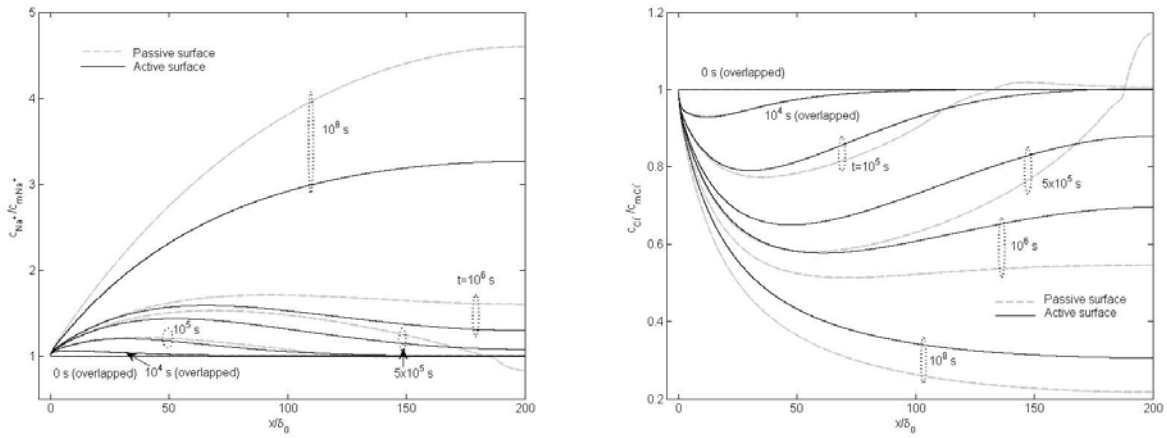 5
4
3
2
1
0
50
100
150
200
x/δ₀
c_Na⁺/c_mNa⁺
Passive surface
Active surface
10⁸ s
t=10⁶ s
10⁵ s
0 s (overlapped)
10⁴ s (overlapped)
5x10⁵ s
1.2
1
0.8
0.6
0.4
0.2
0
50
100
150
200
x/δ₀
c_Cl⁻/c_mCl⁻
0 s (overlapped)
10⁴ s (overlapped)
t=10⁵ s
5x10⁵ s
10⁶ s
Passive surface
Active surface
10⁸ s